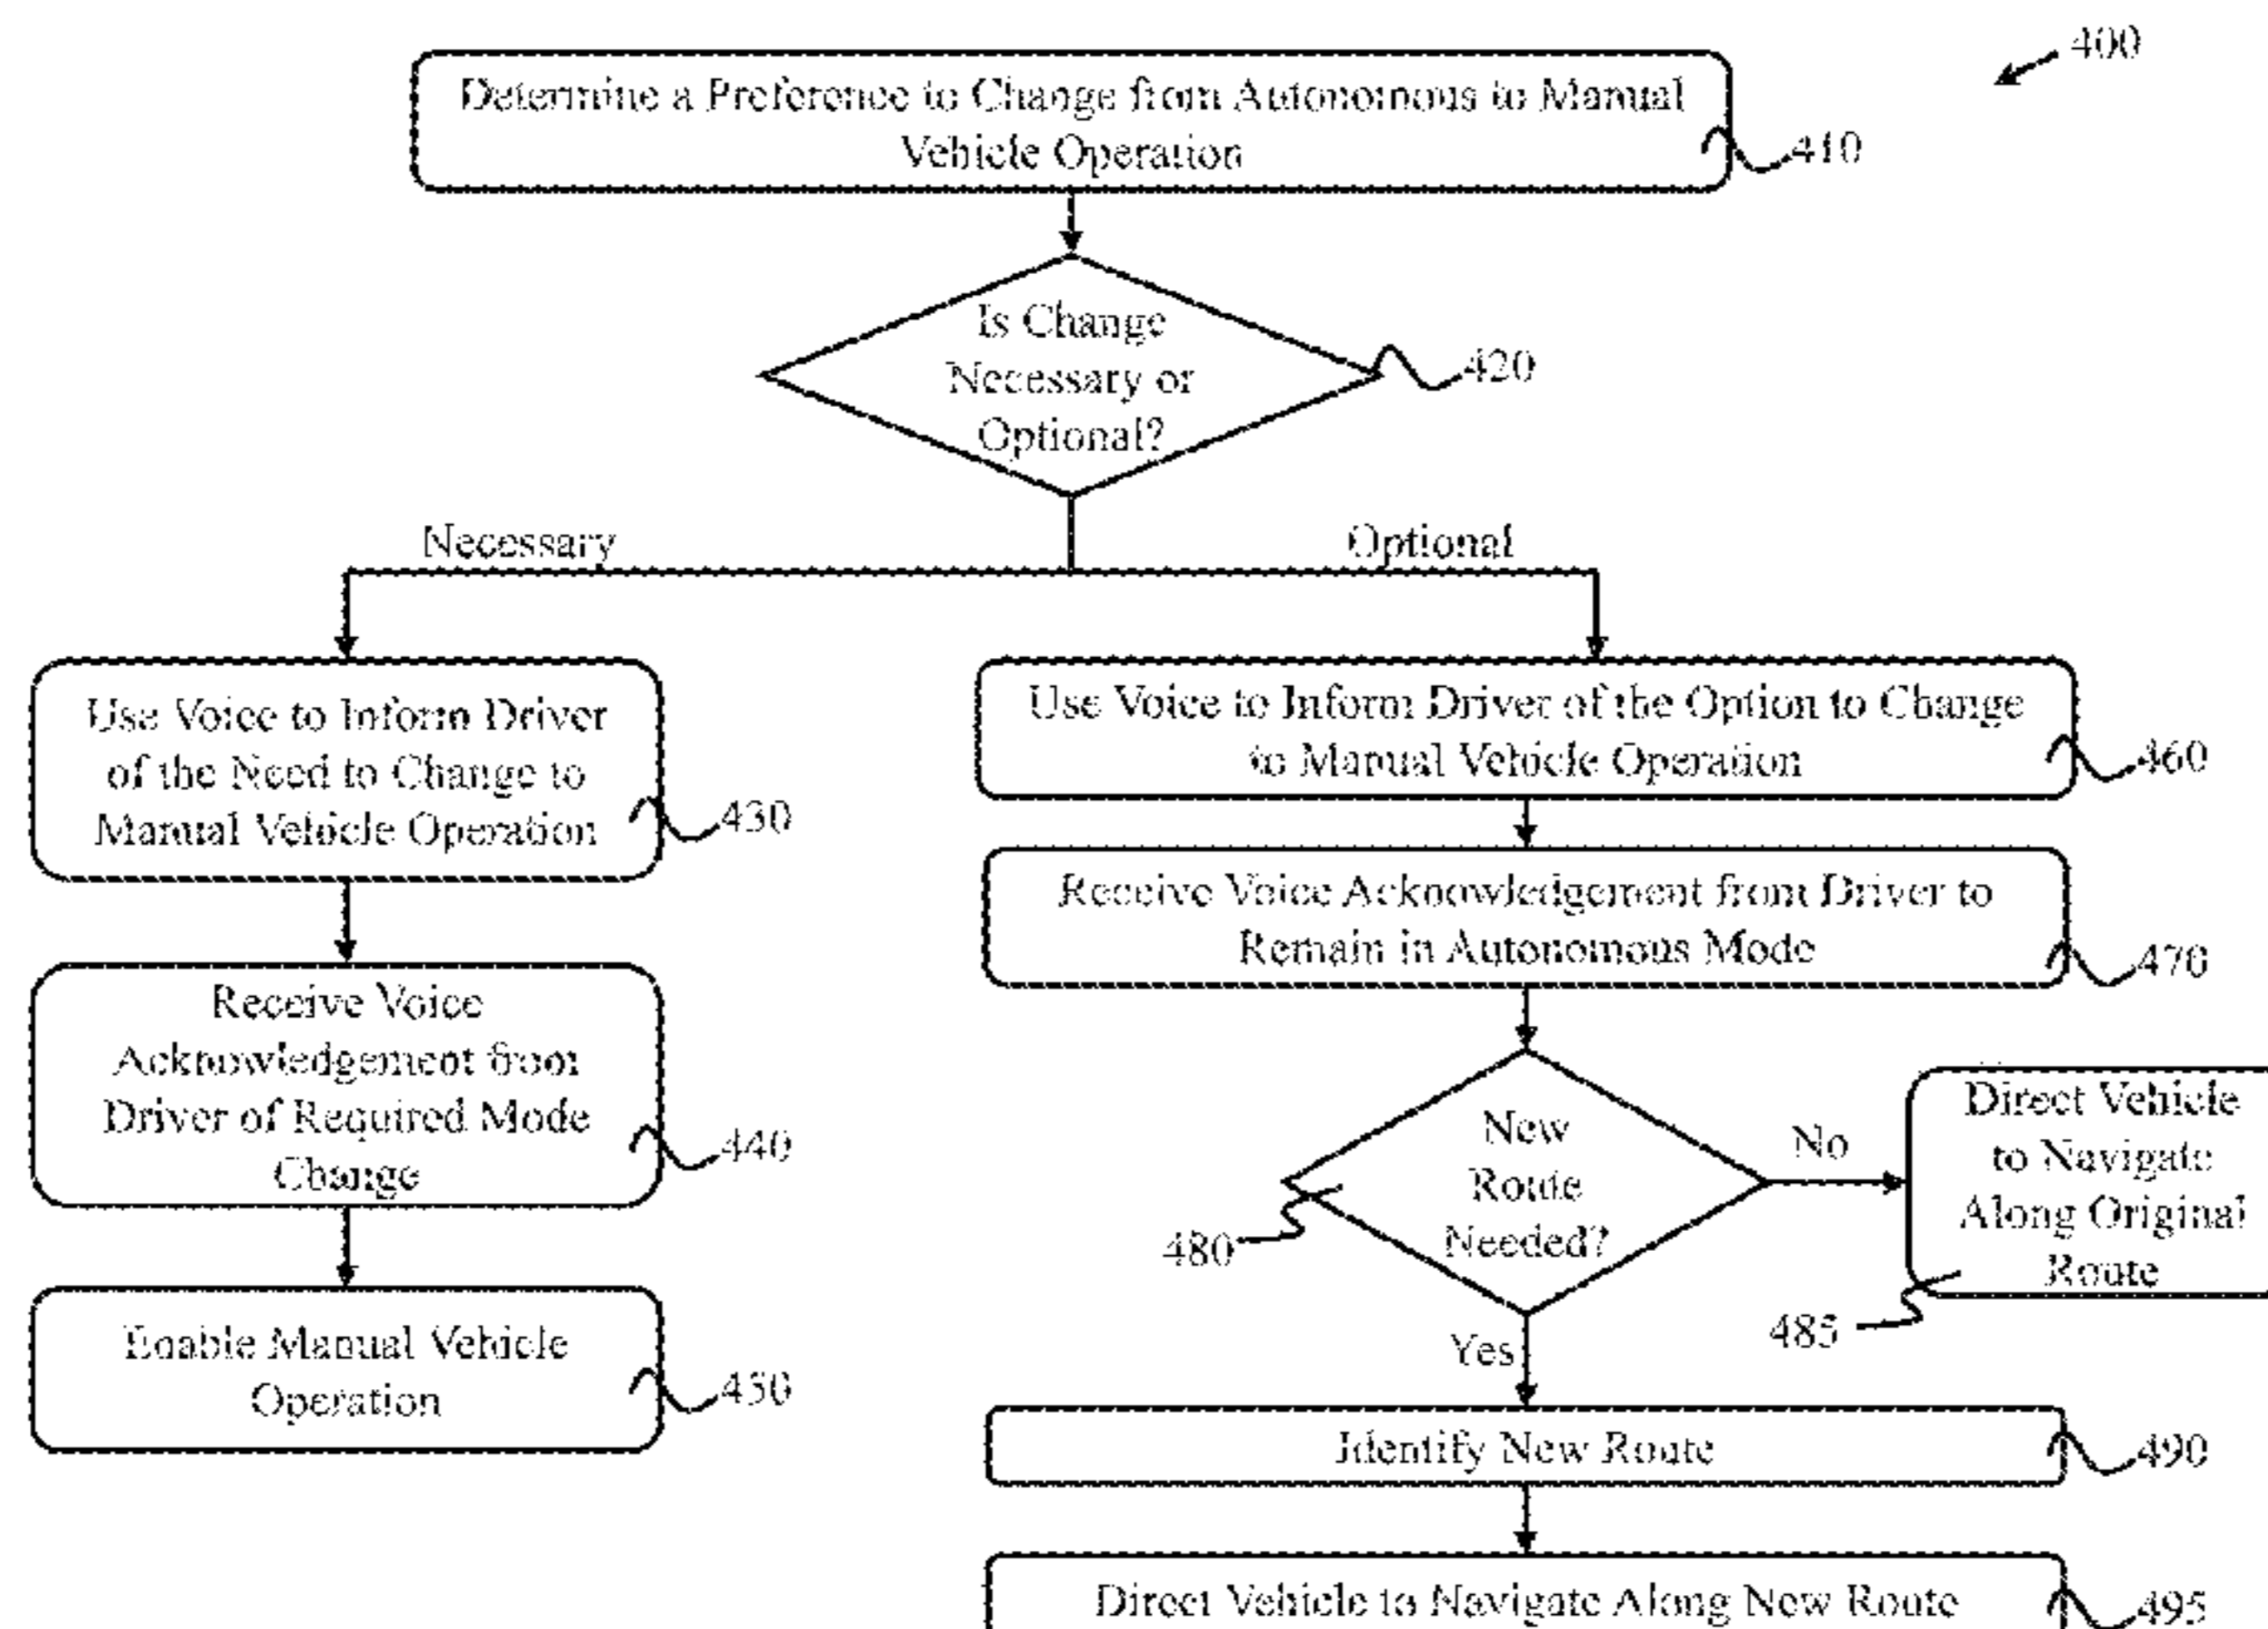 400
Determine a Preference to Change from Autonomous to Manual
Vehicle Operation
410
Is Change
Necessary or
Optional?
420
Necessary
Optional
Use Voice to Inform Driver
of the Need to Change to
Manual Vehicle Operation
430
Receive Voice
Acknowledgement from
Driver of Required Mode
Change
440
Enable Manual Vehicle
Operation
450
Use Voice to Inform Driver of the Option to Change
to Manual Vehicle Operation
460
Receive Voice Acknowledgement from Driver to
Remain in Autonomous Mode
470
New
Route
Needed?
480
No
Direct Vehicle
to Navigate
Along Original
Route
485
Yes
Identify New Route
490
Direct Vehicle to Navigate Along New Route
495